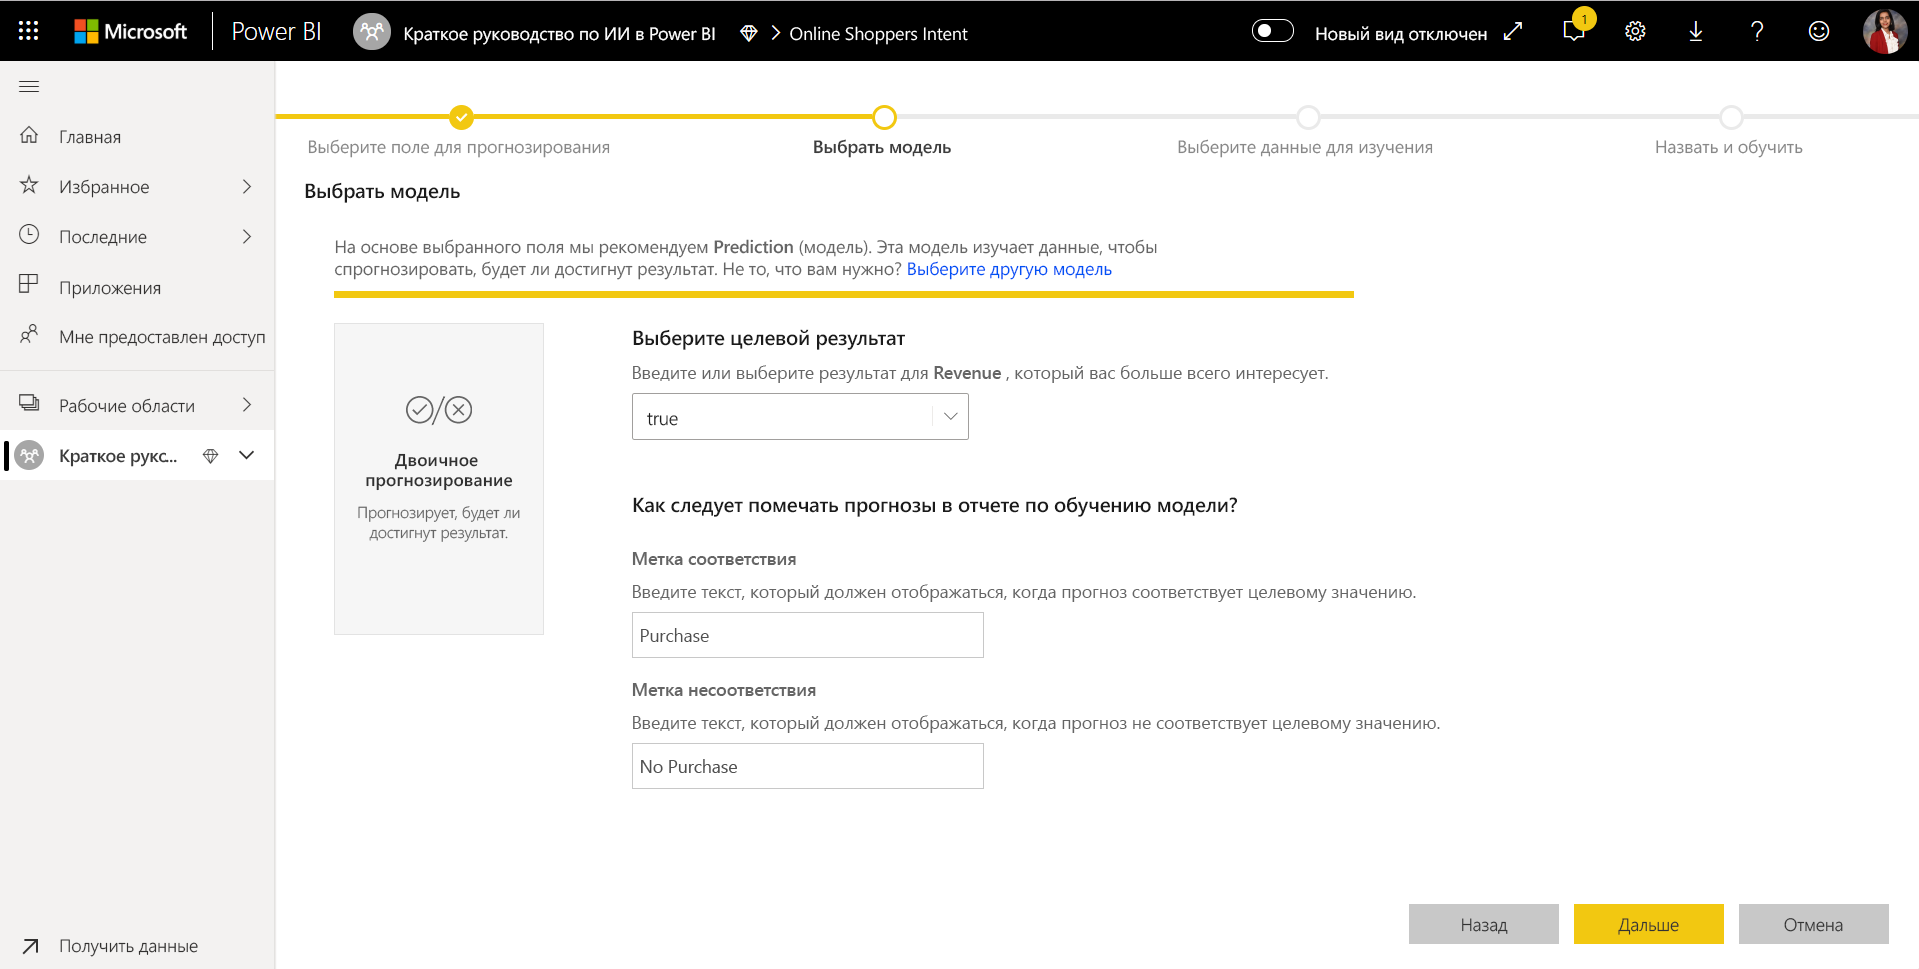 Microsoft
Power BI
Краткое руководство по ИИ в Power BI
Online Shoppers Intent
Новый вид отключен
1
Главная
Избранное
Последние
Приложения
Мне предоставлен доступ
Рабочие области
Краткое рукс...
Получить данные
Выберите поле для прогнозирования
Выбрать модель
Выберите данные для изучения
Назвать и обучить
Выбрать модель
На основе выбранного поля мы рекомендуем Prediction (модель). Эта модель изучает данные, чтобы
спрогнозировать, будет ли достигнут результат. Не то, что вам нужно? Выберите другую модель
Двоичное
прогнозирование
Прогнозирует, будет ли
достигнут результат.
Выберите целевой результат
Введите или выберите результат для Revenue , который вас больше всего интересует.
true
Как следует помечать прогнозы в отчете по обучению модели?
Метка соответствия
Введите текст, который должен отображаться, когда прогноз соответствует целевому значению.
Purchase
Метка несоответствия
Введите текст, который должен отображаться, когда прогноз не соответствует целевому значению.
No Purchase
Назад
Дальше
Отмена